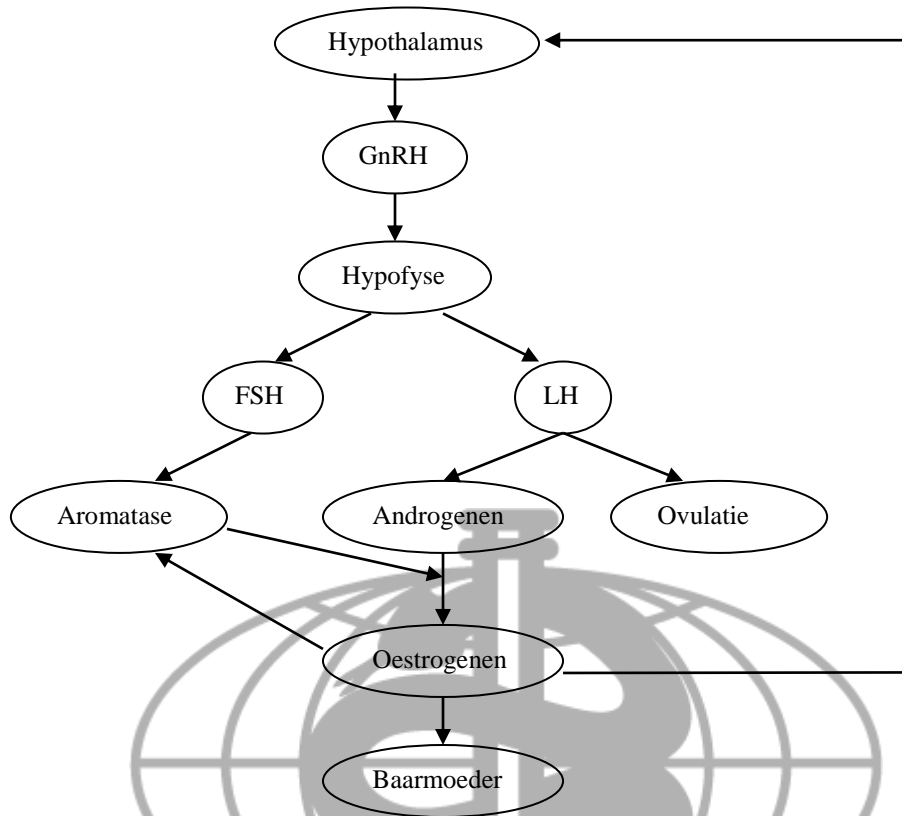 Hypothalamus
GnRH
Hypofyse
FSH
LH
Aromatase
Androgenen
Ovulatie
Oestrogenen
Baarmoeder